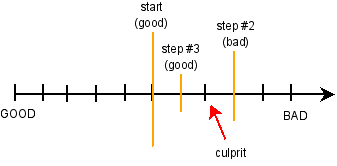 start
(good)
step #2
(bad)
step #3
(good)
GOOD
BAD
culprit